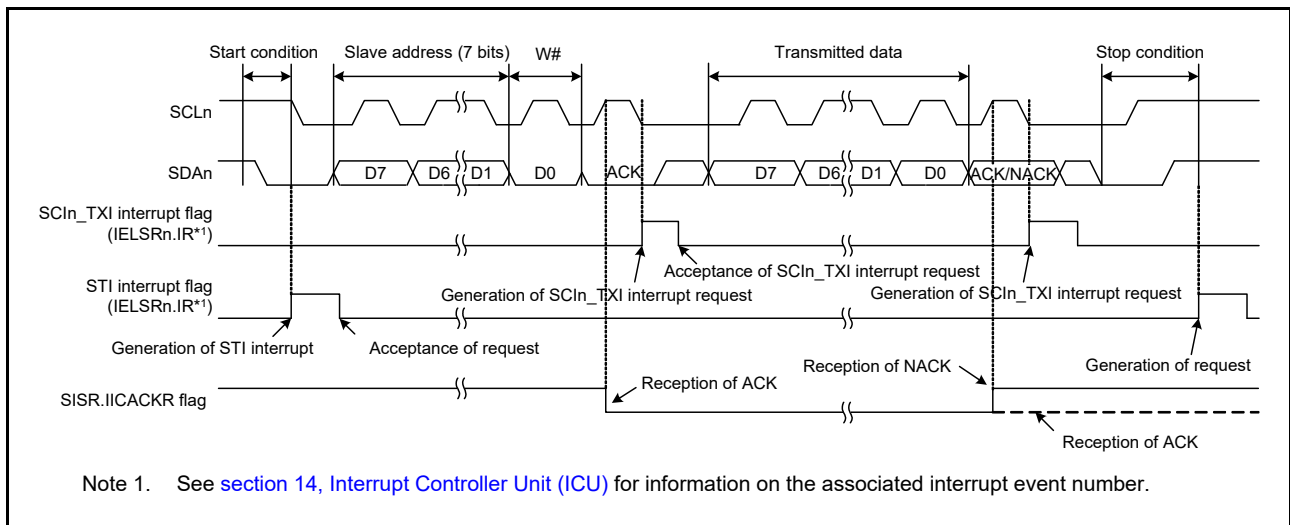 Start condition
Slave address (7 bits)
W#
Transmitted data
Stop condition
SCLn
SDAn
D7
D6
D1
D0
ACK
D7
D6
D1
D0
ACK/NACK
SCIn_TXI interrupt flag
(IELSRn.IR*1)
Acceptance of SCIn_TXI interrupt request
Generation of SCIn_TXI interrupt request
Generation of SCIn_TXI interrupt request
STI interrupt flag
(IELSRn.IR*1)
Generation of STI interrupt
Acceptance of request
Generation of request
SISR.IICACKR flag
Reception of ACK
Reception of NACK
Reception of ACK
Note 1. See section 14, Interrupt Controller Unit (ICU) for information on the associated interrupt event number.